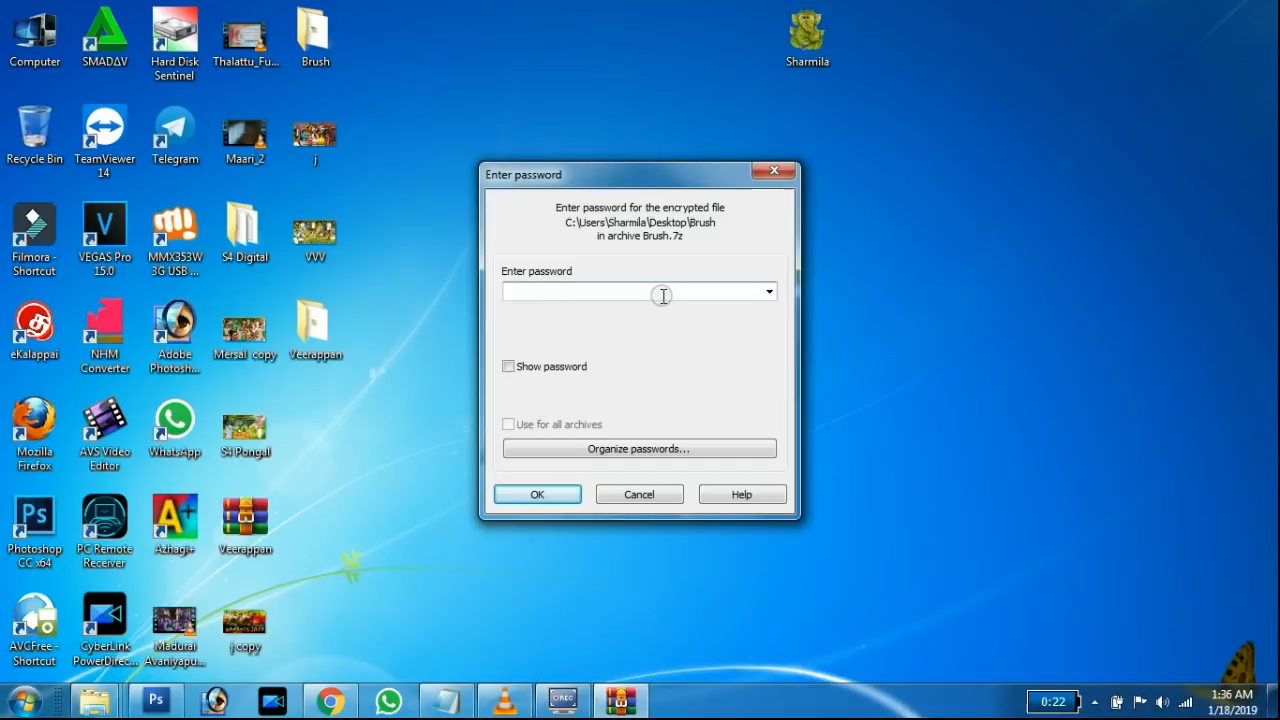 Computer
SMADΔV
Hard Disk
Sentinel
Thalattu_Fu...
Brush
Sharmila
Recycle Bin
TeamViewer
14
Telegram
Maari_2
j
Filmora -
Shortcut
VEGAS Pro
15.0
MMX353W
3G USB ...
S4 Digital
VVV
eKalappai
NHM
Converter
Adobe
Photosh...
Mersal copy
Veerappan
Mozilla
Firefox
AVS Video
Editor
WhatsApp
S4 Pongal
Ps
Photoshop
CC x64
PC Remote
Receiver
A+
Azhagi+
Veerappan
AVCFree -
Shortcut
CyberLink
PowerDirec...
Madurai
Avaniyapu...
j copy
Enter password
Enter password for the encrypted file
C:\Users\Sharmila\Desktop\Brush
in archive Brush.7z
Enter password
Show password
Use for all archives
Organize passwords...
OK
Cancel
Help
Ps
0:22
1:36 AM
1/18/2019